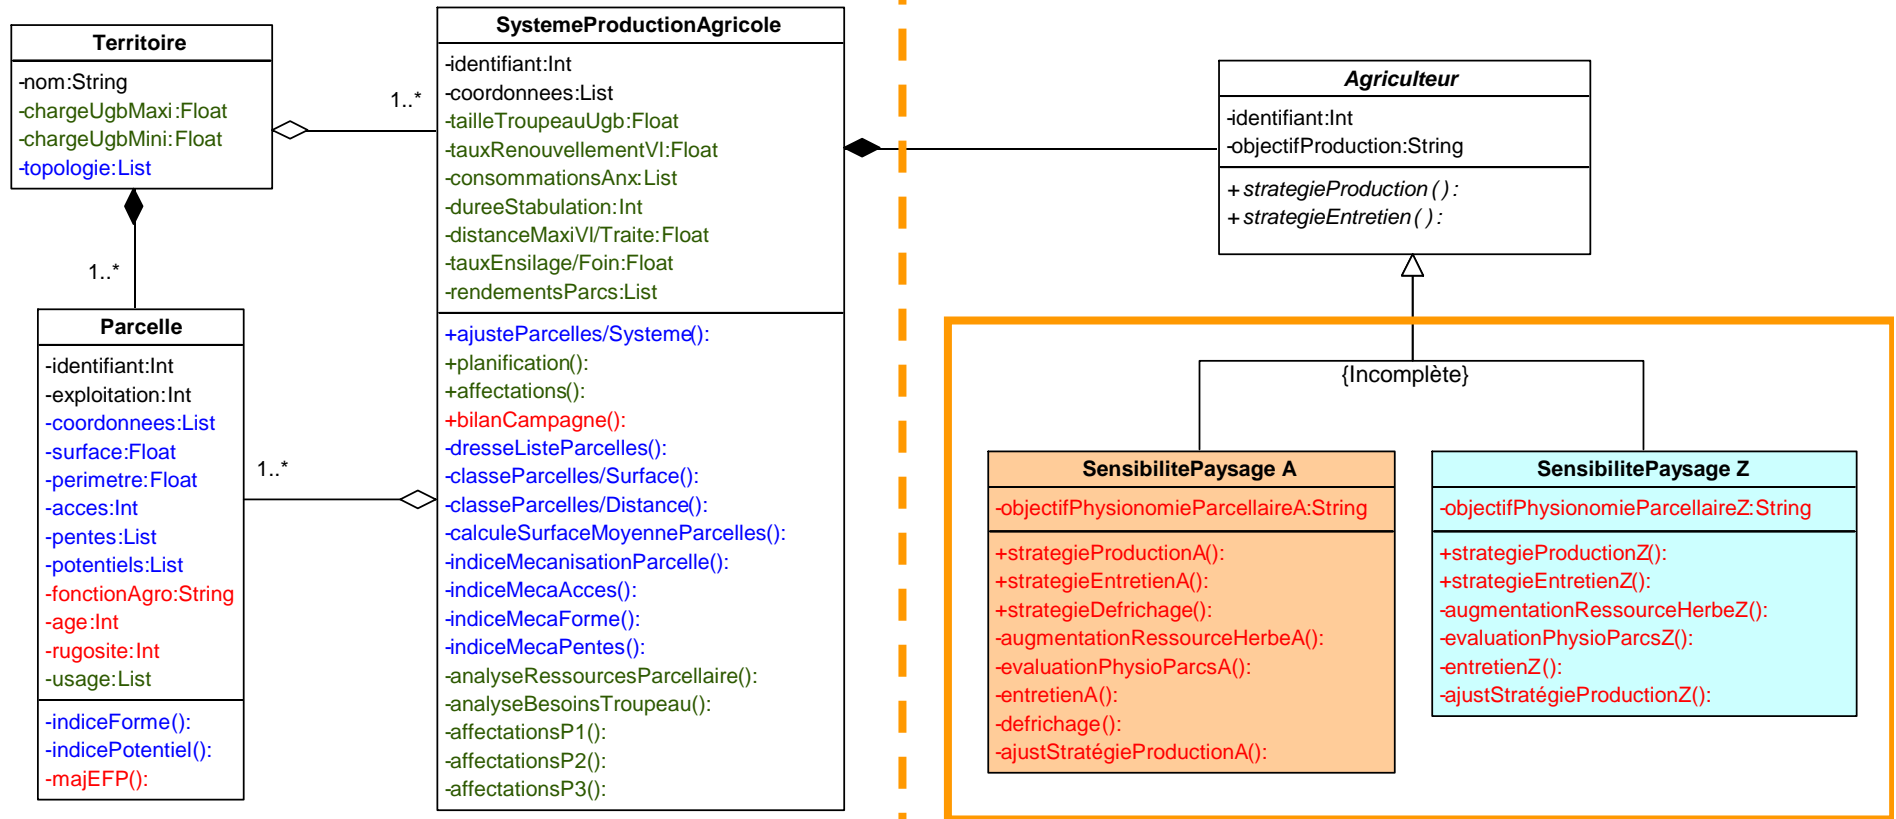 Territoire
-nom:String
-chargeUgbMaxi:Float
-chargeUgbMini:Float
-topologie:List
1..*
1..*
Parcelle
-identifiant:Int
-exploitation:Int
-coordonnees:List
-surface:Float
-perimetre:Float
-acces:Int
-pentes:List
-potentiels:List
-fonctionAgro:String
-age:Int
-rugosite:Int
-usage:List
-indiceForme():
-indicePotentiel():
-majEFP():
1..*
SystemeProductionAgricole
-identifiant:Int
-coordonnees:List
-tailleTroupeauUgb:Float
-tauxRenouvellementVl:Float
-consommationsAnx:List
-dureeStabulation:Int
-distanceMaxiVl/Traite:Float
-tauxEnsilage/Foin:Float
-rendementsParcs:List
+ajusteParcelles/Systeme():
+planification():
+affectations():
+bilanCampagne():
-dresseListeParcelles():
-classeParcelles/Surface():
-classeParcelles/Distance():
-calculeSurfaceMoyenneParcelles():
-indiceMecanisationParcelle():
-indiceMecaAcces():
-indiceMecaForme():
-indiceMecaPentes():
-analyseRessourcesParcellaire():
-analyseBesoinsTroupeau():
-affectationsP1():
-affectationsP2():
-affectationsP3():
Agriculteur
-identifiant:Int
-objectifProduction:String
+strategieProduction():
+strategieEntretien():
{Incomplète}
SensibilitePaysage A
-objectifPhysionomieParcellaireA:String
+strategieProductionA():
+strategieEntretienA():
+strategieDefrichage():
-augmentationRessourceHerbeA():
-evaluationPhysioParcsA():
-entretienA():
-defrichage():
-ajustStratégieProductionA():
SensibilitePaysage Z
-objectifPhysionomieParcellaireZ:String
+strategieProductionZ():
+strategieEntretienZ():
-augmentationRessourceHerbeZ():
-evaluationPhysioParcsZ():
-entretienZ():
-ajustStratégieProductionZ():